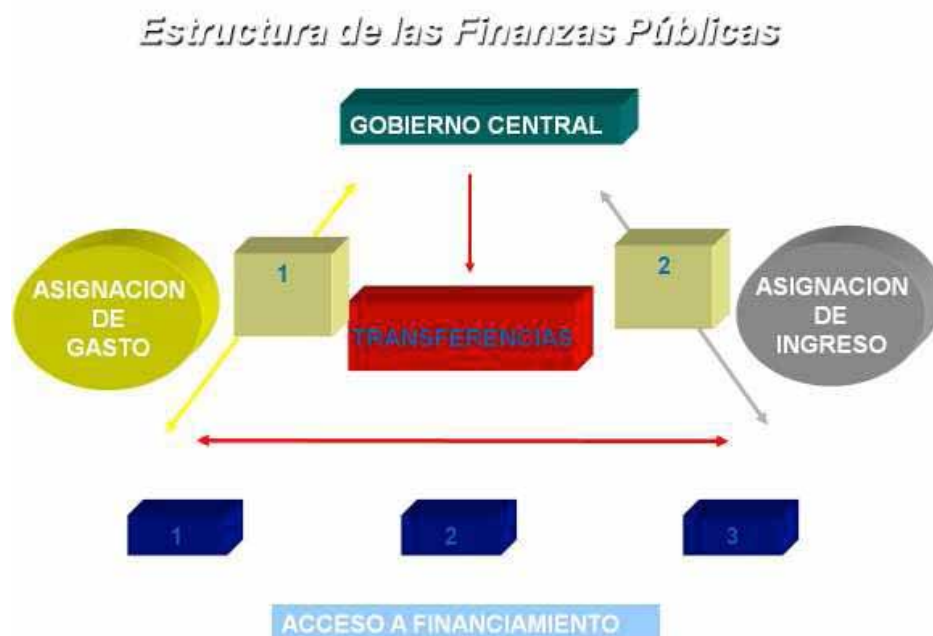 Estructura de las Finanzas Públicas
GOBIERNO CENTRAL
ASIGNACION
DE
GASTO
1
TRANSFERENCIAS
2
ASIGNACION
DE
INGRESO
1
2
3
ACCESO A FINANCIAMIENTO